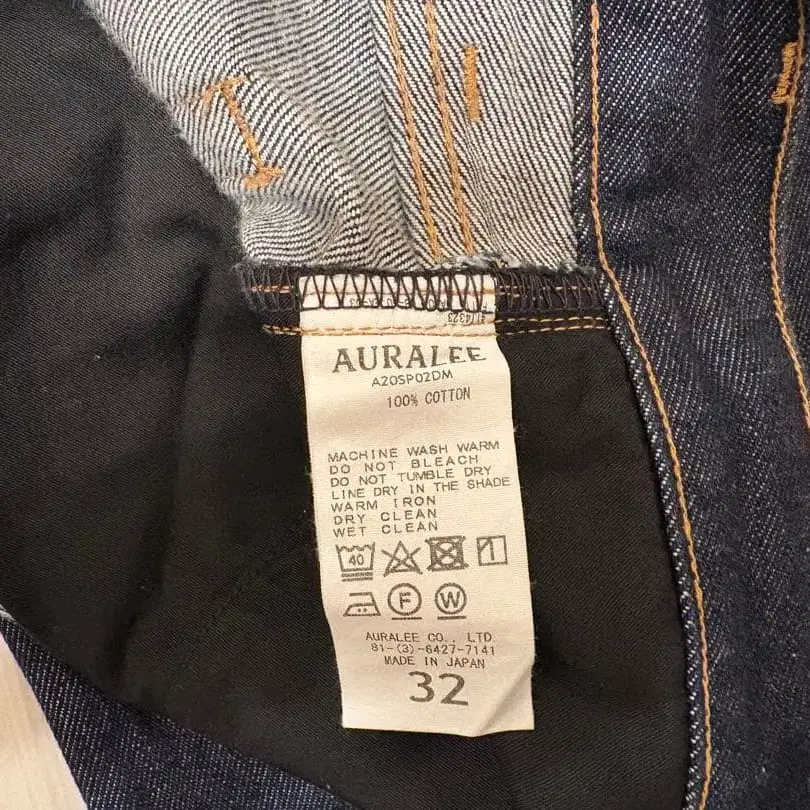 AURALEE
A20SP02DM
100% COTTON
MACHINE WASH WARM
DO NOT BLEACH
DO NOT TUMBLE DRY
LINE DRY IN THE SHADE
WARM IRON
DRY CLEAN
WET CLEAN
40
F W
AURALEE CO., LTD
81-(3)-6427-7141
MADE IN JAPAN
32